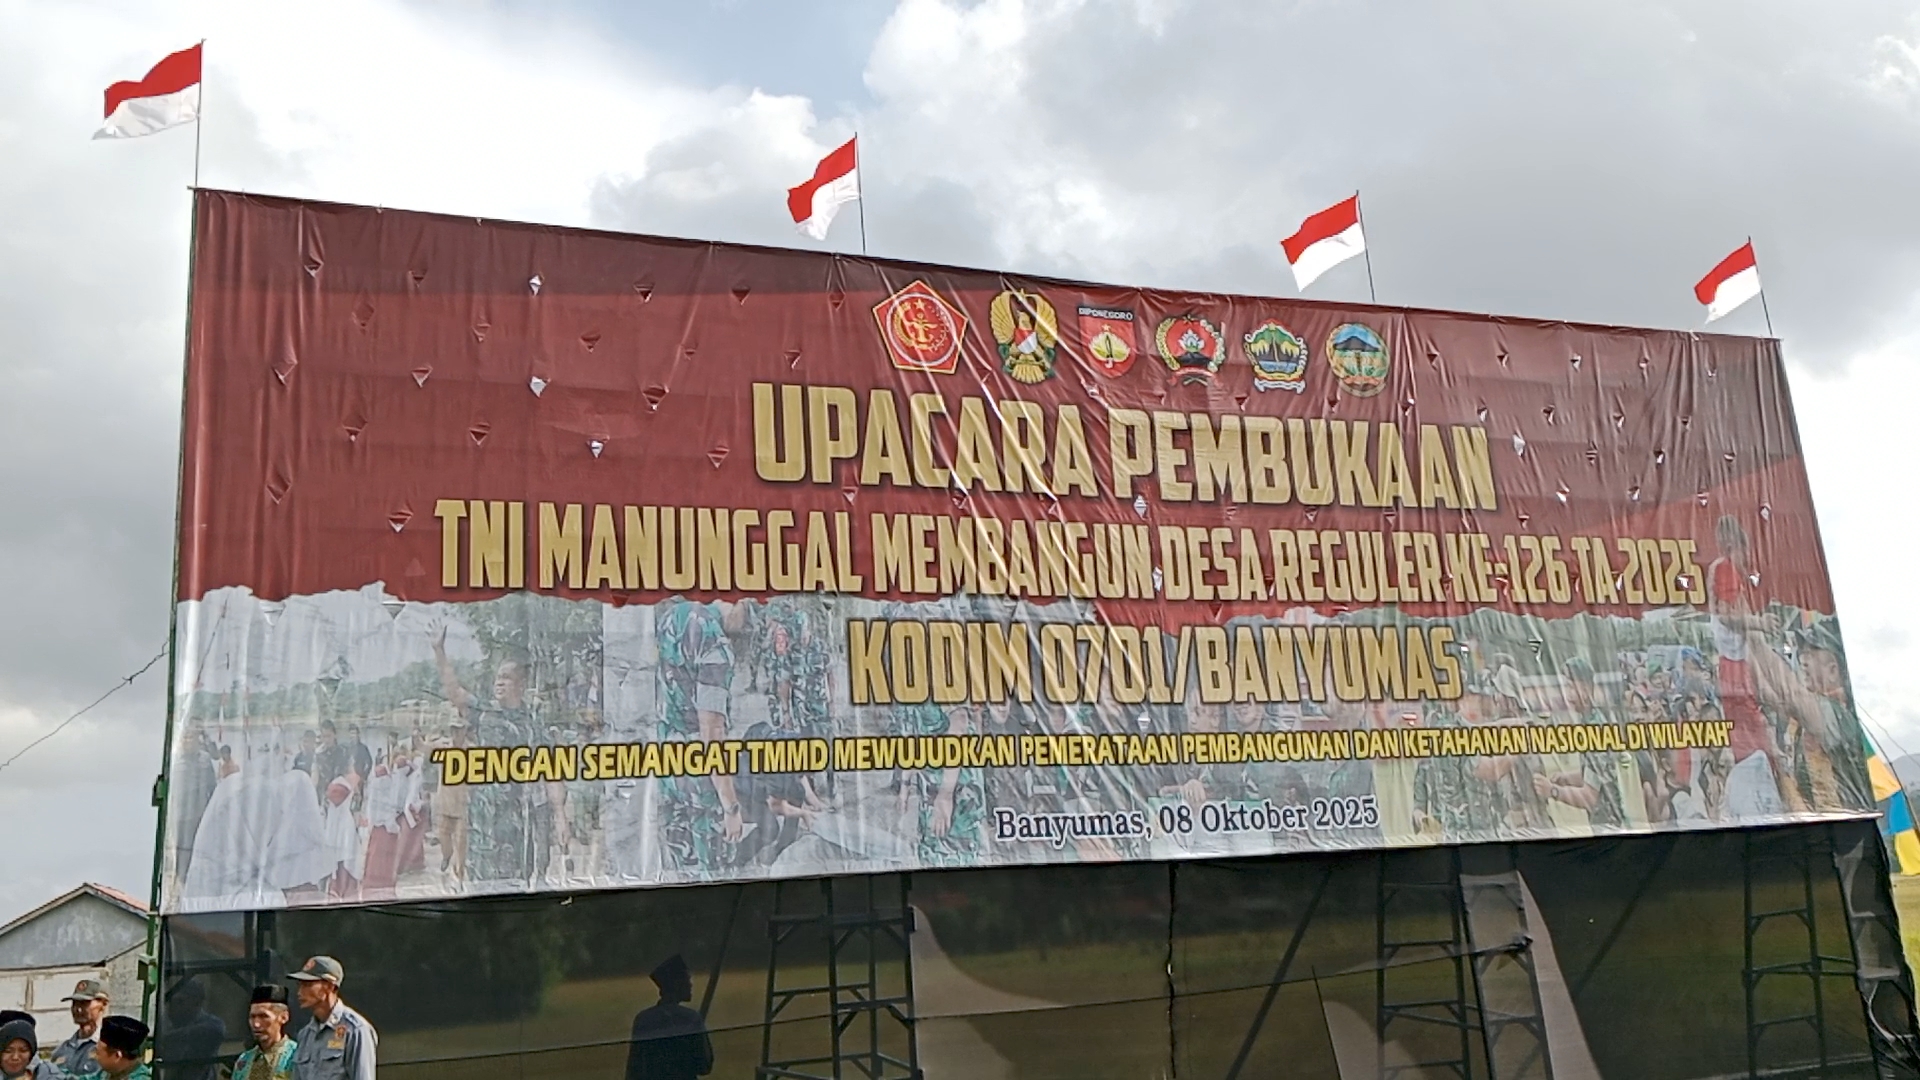 DIPONEGORO
UPACARA PEMBUKAAN
TNI MANUNGGAL MEMBANGUN DESA REGULER KE-126 TA 2025
KODIM 0701/BANYUMAS
"DENGAN SEMANGAT TMMD MEWUJUDKAN PEMERATAAN PEMBANGUNAN DAN KETAHANAN NASIONAL DI WILAYAH"
Banyumas, 08 Oktober 2025